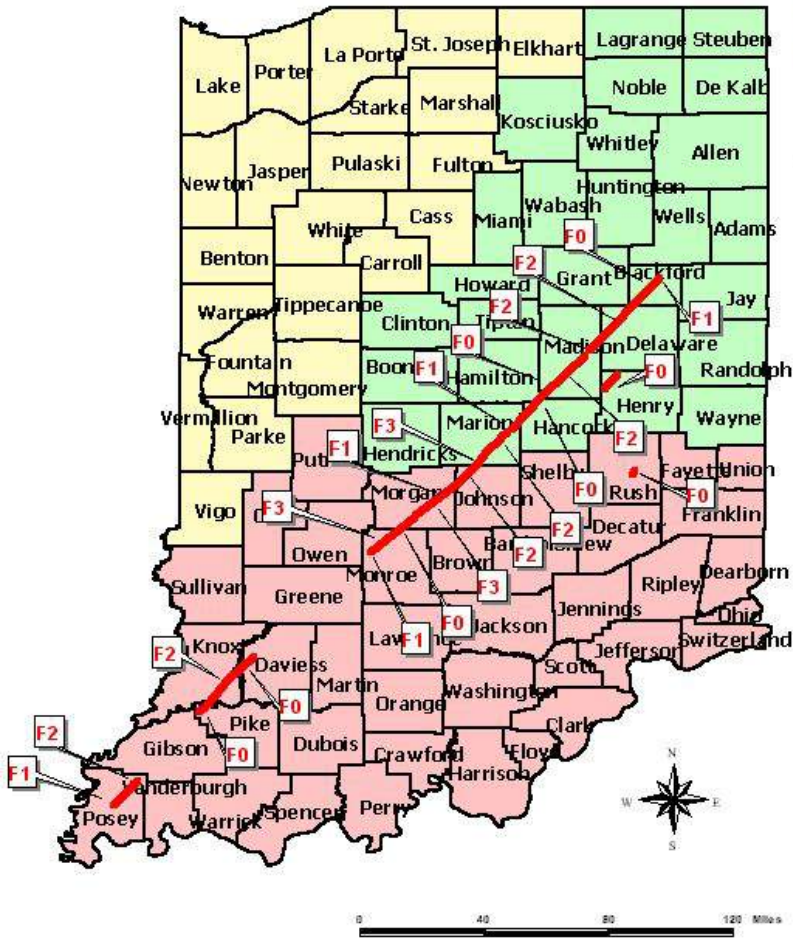 St. Joseph
Elkhart
Lagrange
Steuben
La Porte
Porter
Lake
Noble
De Kalb
Starke
Marshall
Kosciusko
Whitley
Allen
Pulaski
Fulton
Newton
Jasper
Huntington
Wabash
Miami
Wells
Adams
Cass
White
F0
Benton
Carroll
F2
Grant
Blackford
Howard
Jay
Tippecanoe
Warren
F2
Clinton
Tipton
F1
F0
Madison
Delaware
Fountain
Boon
F1
Hamilton
F0
Randolph
Montgomery
Henry
Vermillion
Marion
Hancock
Wayne
F3
Parke
F2
F1
Hendricks
Put
Shelby
Fayette
Union
F0
Rush
F0
Morgan
Johnson
F3
Vigo
Franklin
Decatur
F2
Owen
F2
Brown
Monroe
Dearborn
Sullivan
Ripley
F3
Greene
Jennings
Ohio
F0
Jackson
F1
Law
Switzerland
Jefferson
Knox
F2
Daviess
Scott
Martin
Washington
Orange
F0
Pike
Clark
F2
Gibson
F0
Dubois
Crawford
Floyd
Harrison
F1
Vanderburgh
Posey
Warrick
Spencer
Perry
N
W
E
S
0
40
80
120
Miles